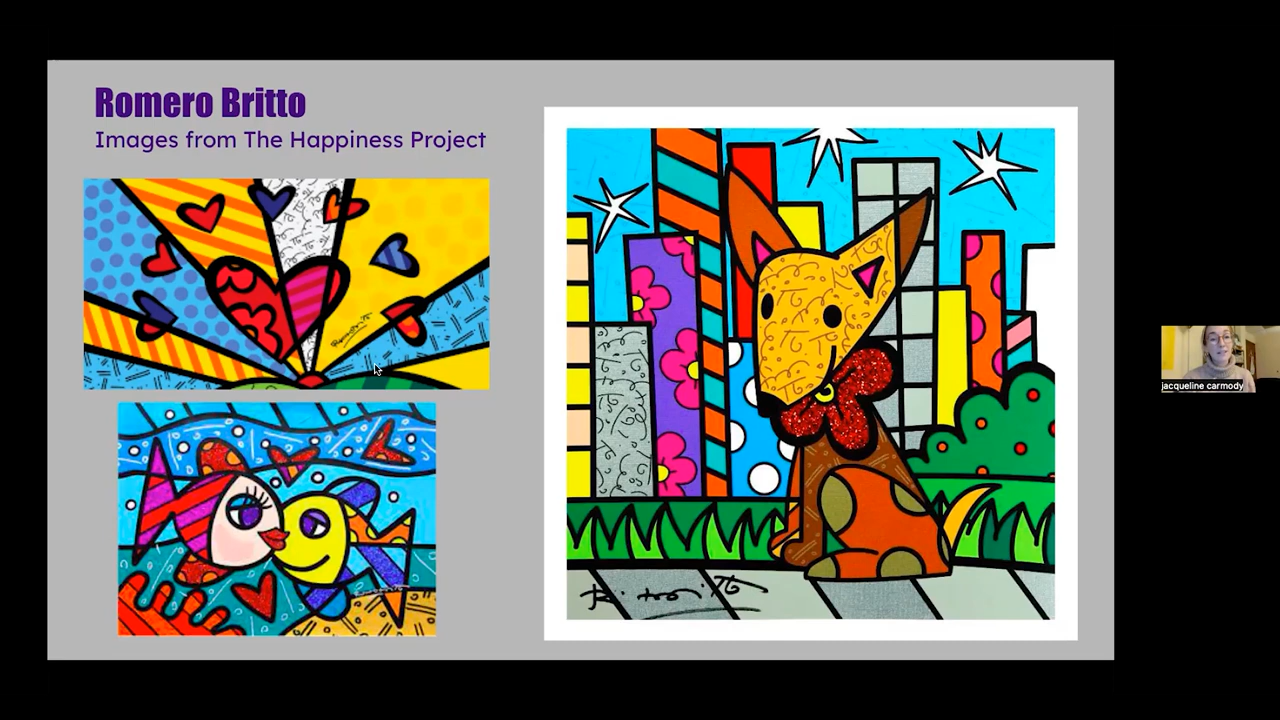 Romero Britto
Images from The Happiness Project
jacqueline carmody